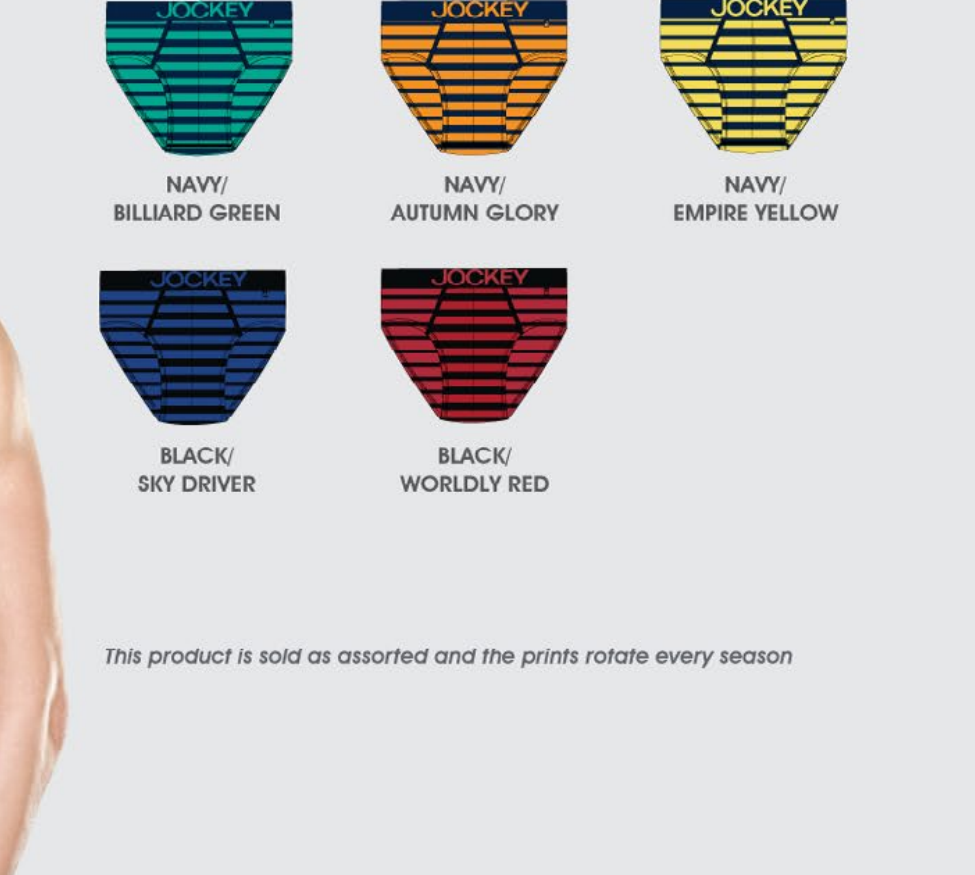 JOCKEY JOCKEY JOCKEY
NAVY/
BILLIARD GREEN
NAVY/
AUTUMN GLORY
NAVY/
EMPIRE YELLOW
JOCKEY JOCKEY
BLACK/
SKY DRIVER
BLACK/
WORLDLY RED
This product is sold as assorted and the prints rotate every season